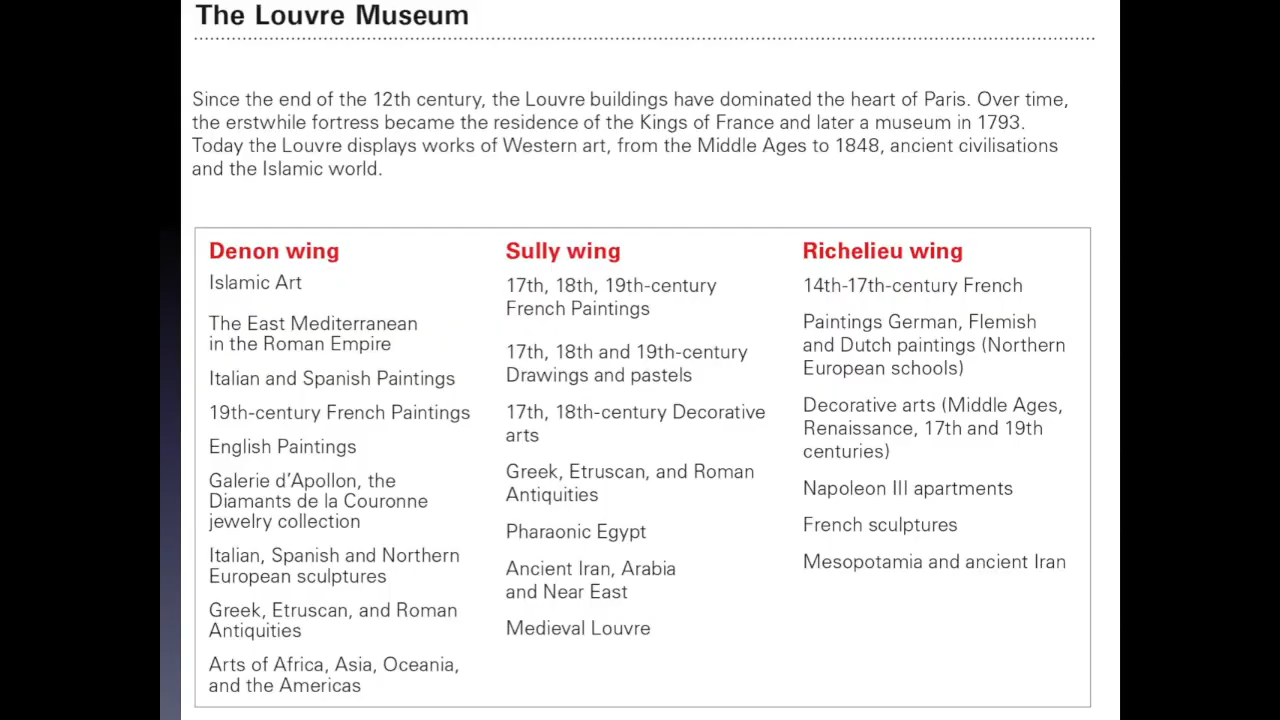 The Louvre Museum
Since the end of the 12th century, the Louvre buildings have dominated the heart of Paris. Over time,
the erstwhile fortress became the residence of the Kings of France and later a museum in 1793.
Today the Louvre displays works of Western art, from the Middle Ages to 1848, ancient civilisations
and the Islamic world.
Denon wing
Islamic Art
The East Mediterranean
in the Roman Empire
Italian and Spanish Paintings
19th-century French Paintings
English Paintings
Galerie d'Apollon, the
Diamants de la Couronne
jewelry collection
Italian, Spanish and Northern
European sculptures
Greek, Etruscan, and Roman
Antiquities
Arts of Africa, Asia, Oceania,
and the Americas
Sully wing
17th, 18th, 19th-century
French Paintings
17th, 18th and 19th-century
Drawings and pastels
17th, 18th-century Decorative
arts
Greek, Etruscan, and Roman
Antiquities
Pharaonic Egypt
Ancient Iran, Arabia
and Near East
Medieval Louvre
Richelieu wing
14th-17th-century French
Paintings German, Flemish
and Dutch paintings (Northern
European schools)
Decorative arts (Middle Ages,
Renaissance, 17th and 19th
centuries)
Napoleon III apartments
French sculptures
Mesopotamia and ancient Iran